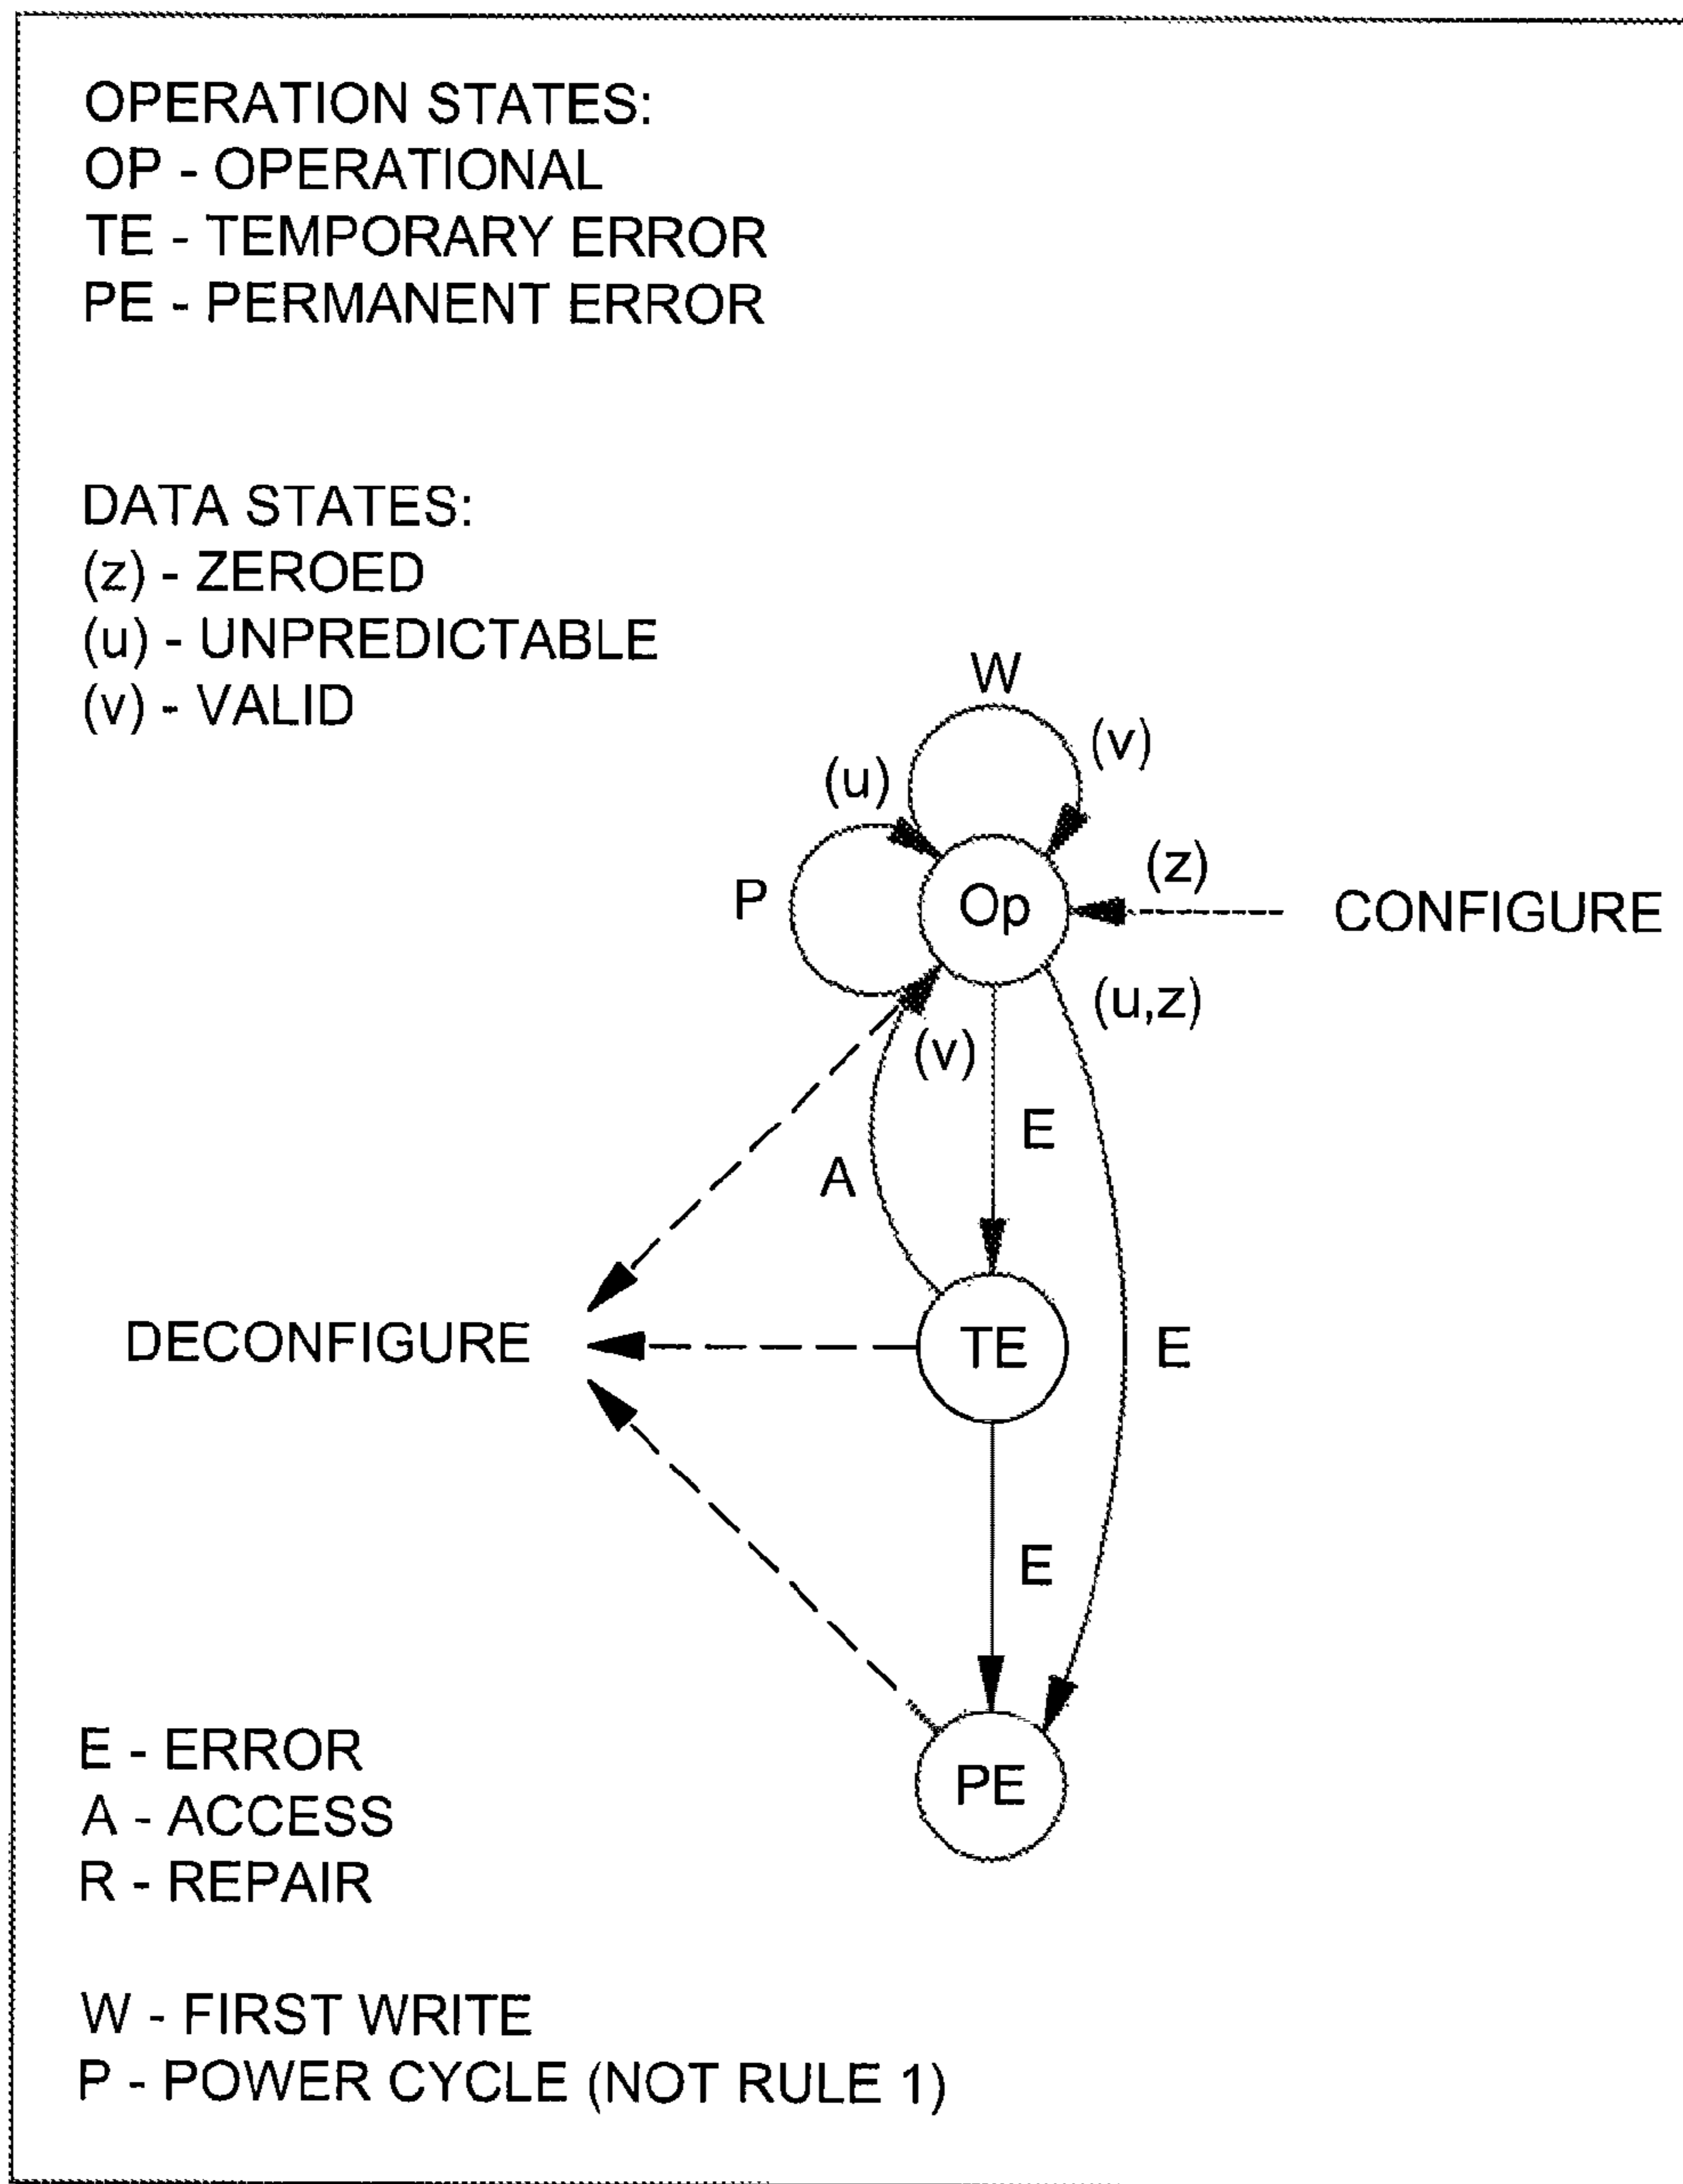 OPERATION STATES:
OP - OPERATIONAL
TE - TEMPORARY ERROR
PE - PERMANENT ERROR
DATA STATES:
(z) - ZEROED
(u) - UNPREDICTABLE
(v) - VALID
W
(v)
(u)
(z)
P
Op
CONFIGURE
(u,z)
(v)
E
A
DECONFIGURE
TE
E
E
PE
E - ERROR
A - ACCESS
R - REPAIR
W - FIRST WRITE
P - POWER CYCLE (NOT RULE 1)